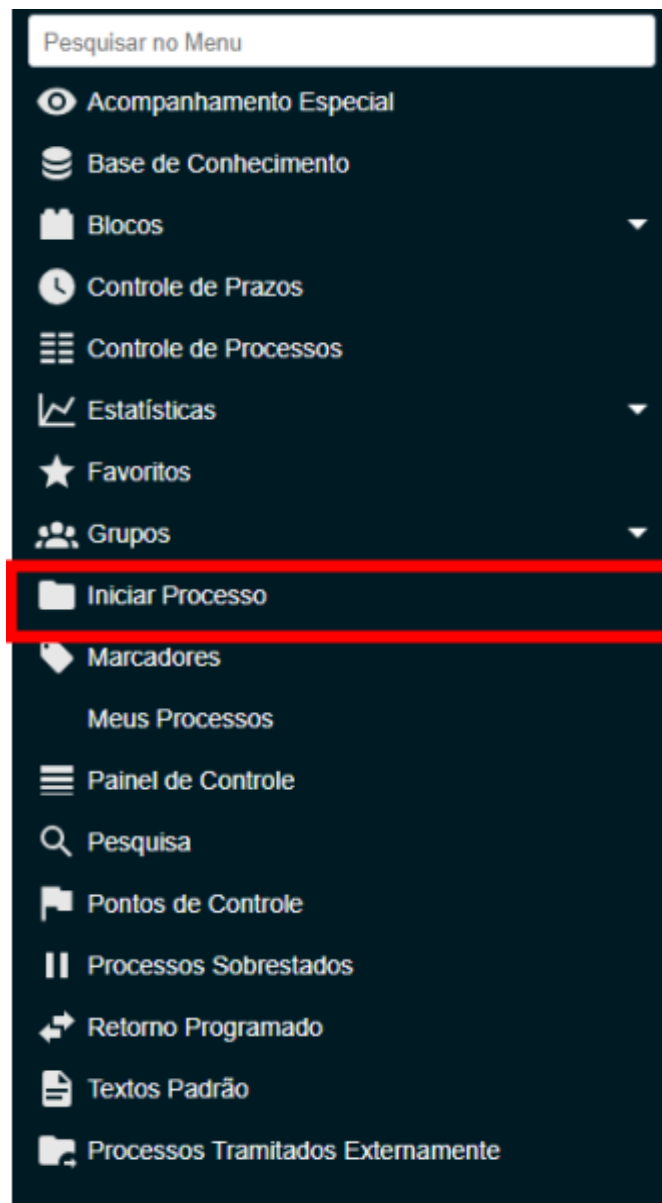 Pesquisar no Menu
Acompanhamento Especial
Base de Conhecimento
Blocos
Controle de Prazos
Controle de Processos
Estatísticas
Favoritos
Grupos
Iniciar Processo
Marcadores
Meus Processos
Painel de Controle
Pesquisa
Pontos de Controle
Processos Sobrestados
Retorno Programado
Textos Padrão
Processos Tramitados Externamente